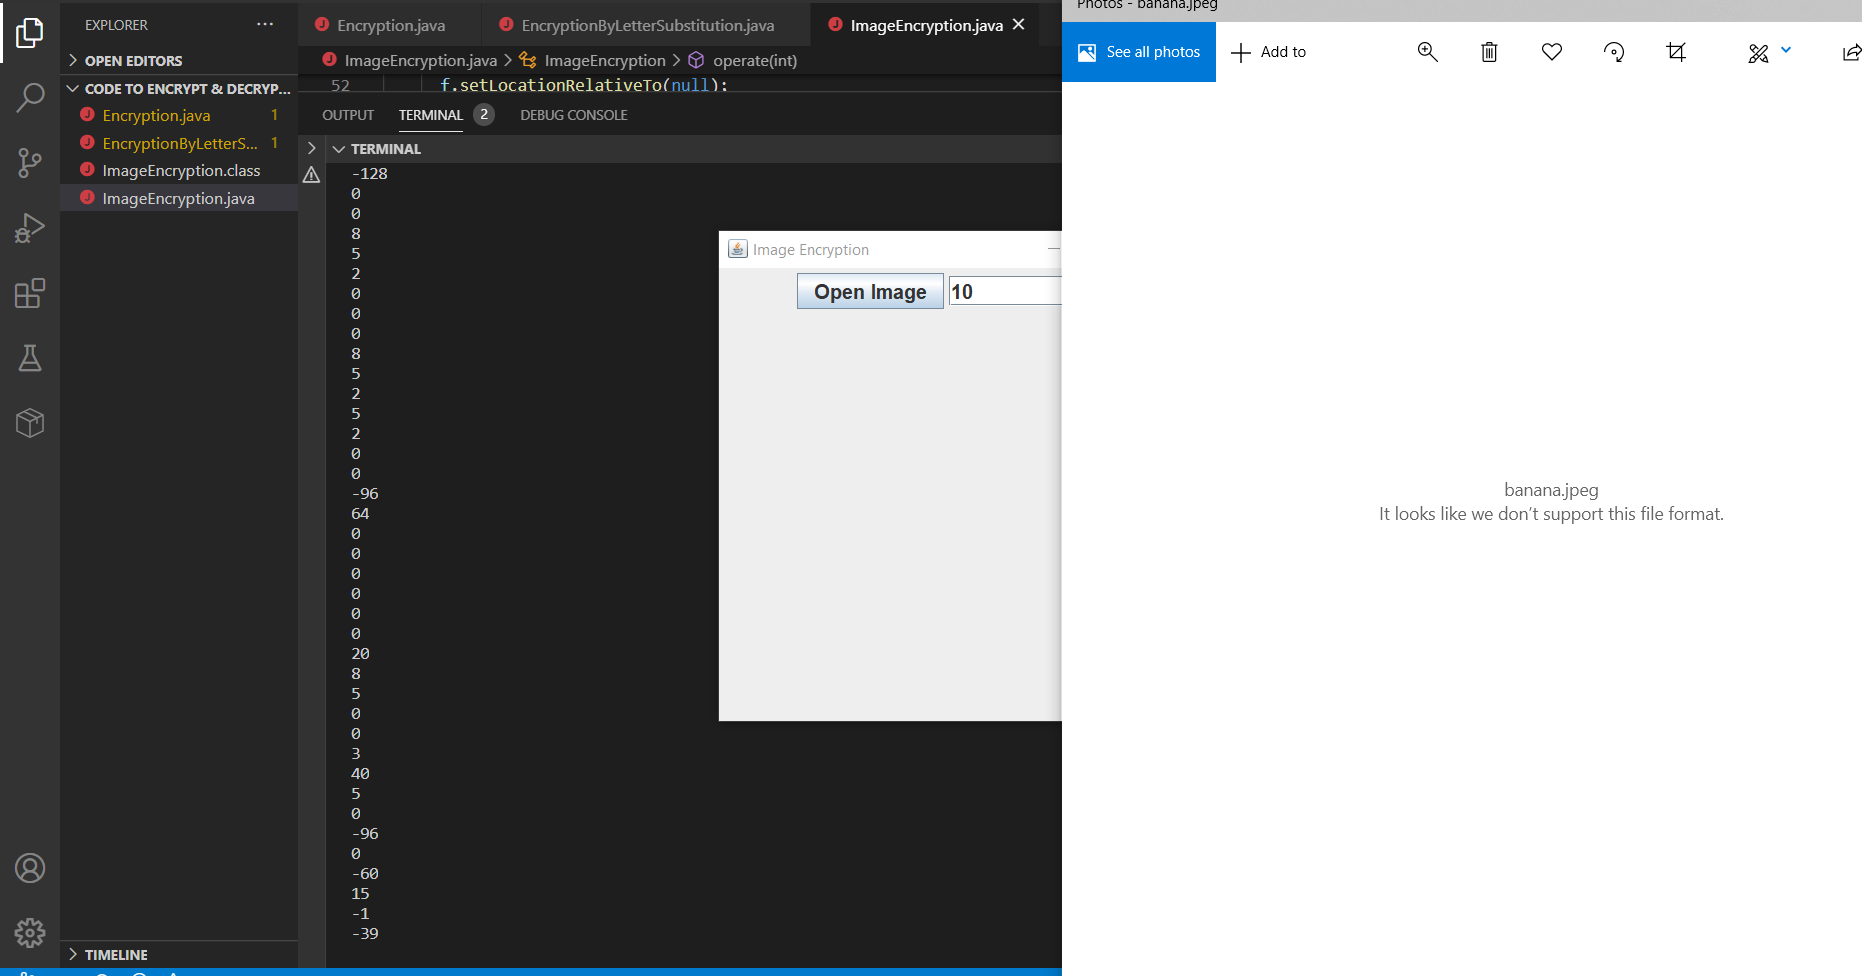 EXPLORER
OPEN EDITORS
CODE TO ENCRYPT & DECRYP...
Encryption.java 1
EncryptionByLetterS... 1
ImageEncryption.class
ImageEncryption.java
TIMELINE
Encryption.java
EncryptionByLetterSubstitution.java
ImageEncryption.java
ImageEncryption.java > ImageEncryption > operate(int)
52 f.setLocationRelativeTo(null);
OUTPUT TERMINAL 2 DEBUG CONSOLE
TERMINAL
-128
0
0
8
5
2
0
0
0
8
5
2
5
2
0
0
-96
64
0
0
0
0
0
0
20
8
5
0
0
3
40
5
0
-96
0
-60
15
-1
-39
Image Encryption
Open Image 10
Photos - banana.jpeg
See all photos Add to
banana.jpeg
It looks like we don't support this file format.